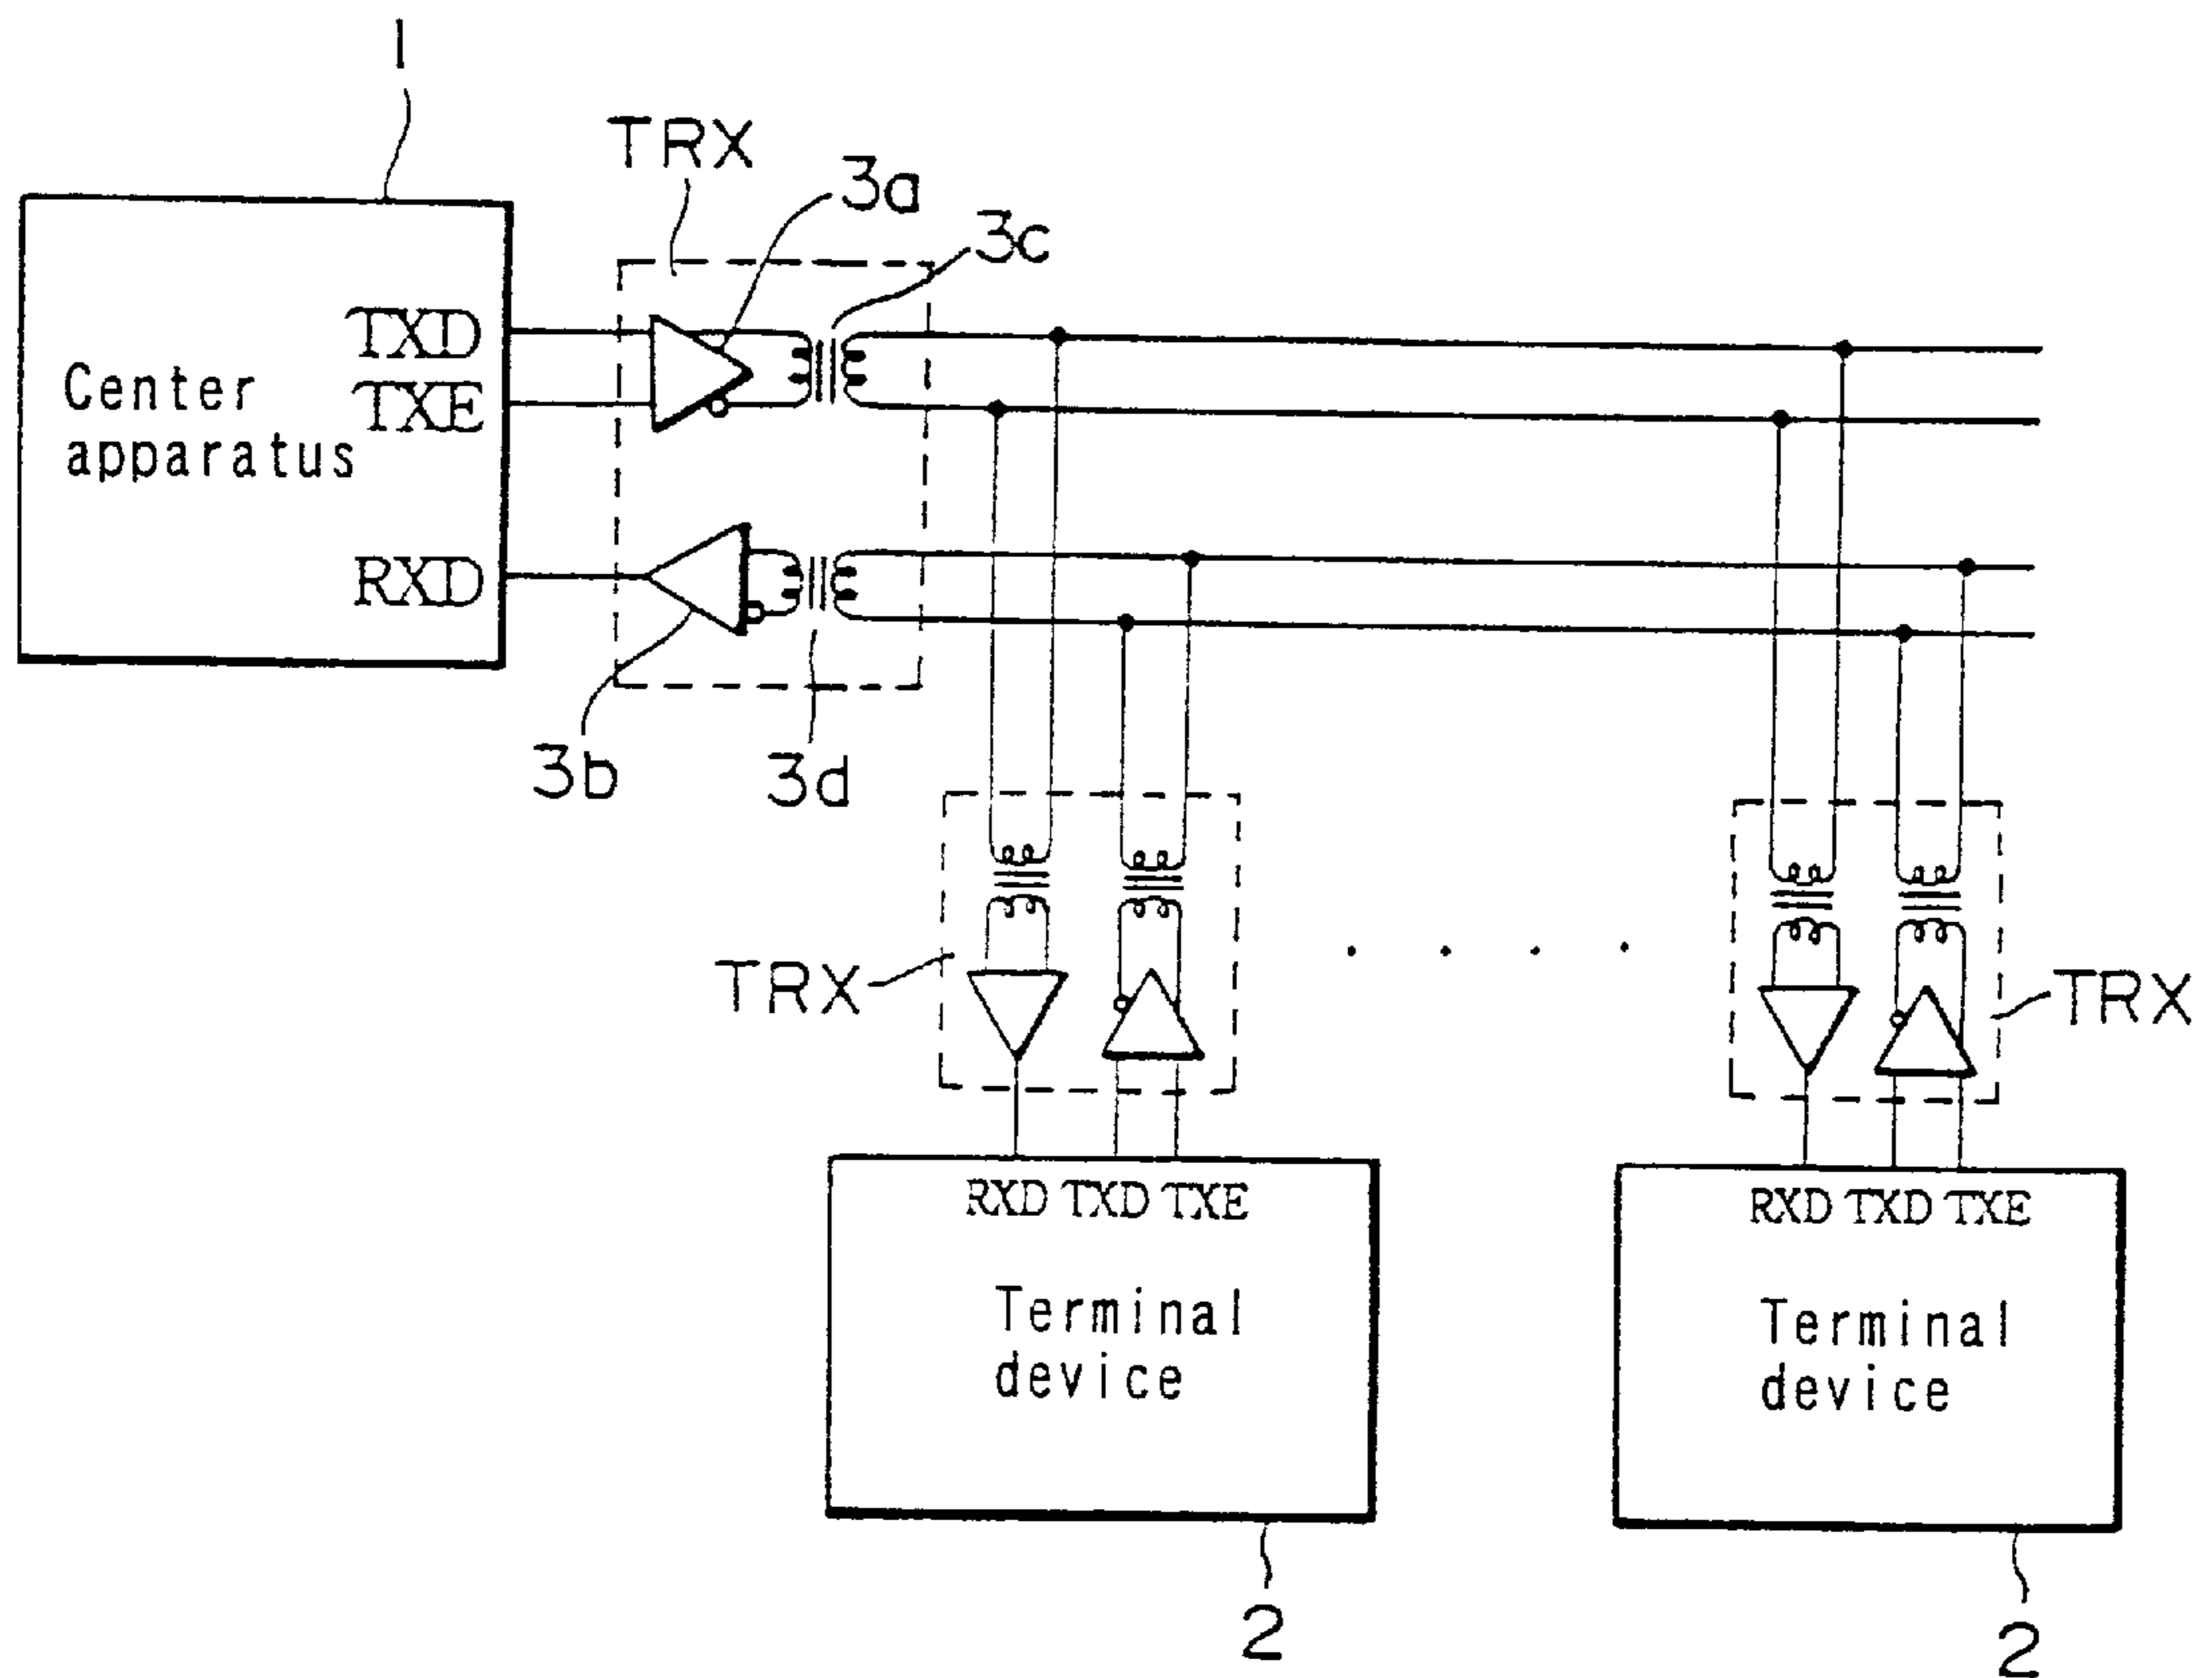 1
TRX
3a
3c
TXD
TXE
Center
apparatus
RXD
3b
3d
TRX
TRX
RXD TXD TXE
RXD TXD TXE
Terminal
device
Terminal
device
2
2